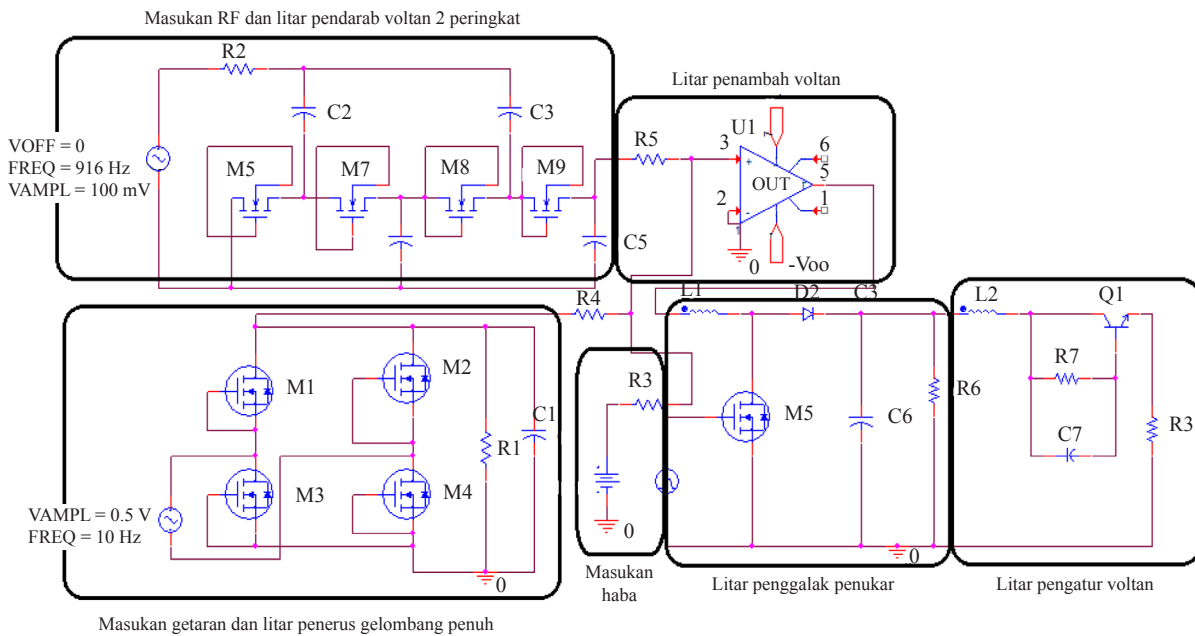 Masukan RF dan litar pendarab voltan 2 peringkat
R2
C2
C3
VOFF = 0
FREQ = 916 Hz
VAMPL = 100 mV
M5
M7
M8
M9
C5
Litar penambah voltan
R5
U1
3
7
+
6
OUT
5
2
-
1
1
0
-Voo
R4
M1
M2
C1
R1
M3
M4
VAMPL = 0.5 V
FREQ = 10 Hz
0
Masukan getaran dan litar penerus gelombang penuh
R3
0
Masukan
haba
L1
D2
C3
M5
C6
R6
0
Litar penggalak penukar
L2
Q1
R7
C7
R3
Litar pengatur voltan